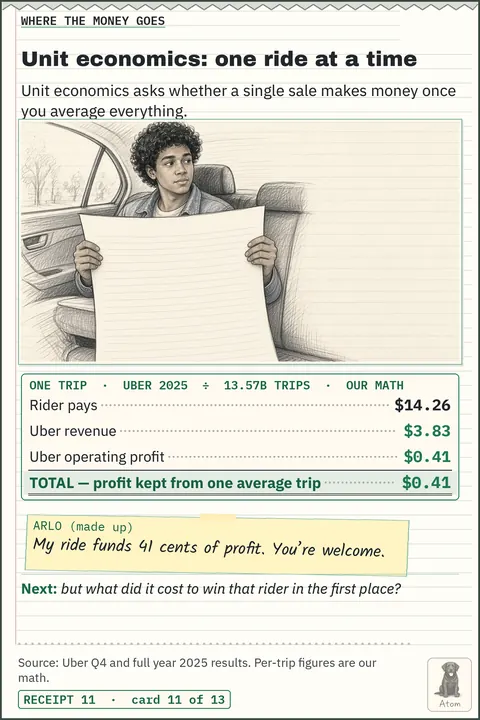 WHERE THE MONEY GOES
Unit economics: one ride at a time
Unit economics asks whether a single sale makes money once
you average everything.
ONE TRIP · UBER 2025 ÷ 13.57B TRIPS · OUR MATH
Rider pays $14.26
Uber revenue $3.83
Uber operating profit $0.41
TOTAL — profit kept from one average trip $0.41
ARLO (made up)
My ride funds 41 cents of profit. You're welcome.
Next: but what did it cost to win that rider in the first place?
Source: Uber Q4 and full year 2025 results. Per-trip figures are our
math.
RECEIPT 11 · card 11 of 13
Atom